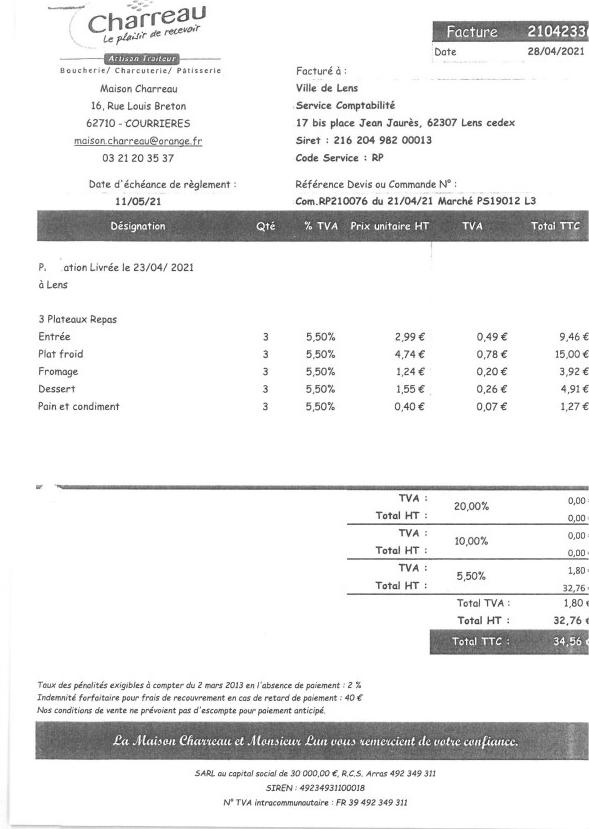 Charreau
Le plaisir de recevoir
Artisan Traiteur
Boucherie/ Charcuterie/ Pâtisserie
Maison Charreau
16, Rue Louis Breton
62710 - COURRIERES
maison.charreau@orange.fr
03 21 20 35 37
Facture 2104233
Date 28/04/2021
Facturé à :
Ville de Lens
Service Comptabilité
17 bis place Jean Jaurès, 62307 Lens cedex
Siret : 216 204 982 00013
Code Service : RP
Date d'échéance de règlement :
11/05/21
Référence Devis ou Commande N° :
Com.RP210076 du 21/04/21 Marché PS19012 L3
Désignation Qté % TVA Prix unitaire HT TVA Total TTC
P. ation Livrée le 23/04/ 2021
à Lens
3 Plateaux Repas
Entrée 3 5,50% 2,99 € 0,49 € 9,46 €
Plat froid 3 5,50% 4,74 € 0,78 € 15,00 €
Fromage 3 5,50% 1,24 € 0,20 € 3,92 €
Dessert 3 5,50% 1,55 € 0,26 € 4,91 €
Pain et condiment 3 5,50% 0,40 € 0,07 € 1,27 €
TVA : 20,00% 0,00
Total HT : 0,00
TVA : 10,00% 0,00
Total HT : 0,00
TVA : 5,50% 1,80
Total HT : 32,76
Total TVA : 1,80 €
Total HT : 32,76 €
Total TTC : 34,56 €
Taux des pénalités exigibles à compter du 2 mars 2013 en l'absence de paiement : 2 %
Indemnité forfaitaire pour frais de recouvrement en cas de retard de paiement : 40 €
Nos conditions de vente ne prévoient pas d'escompte pour paiement anticipé.
La Maison Charreau et Monsieur Lun vous remercient de votre confiance.
SARL au capital social de 30 000,00 €, R.C.S. Arras 492 349 311
SIREN : 49234931100018
N° TVA intracommunautaire : FR 39 492 349 311